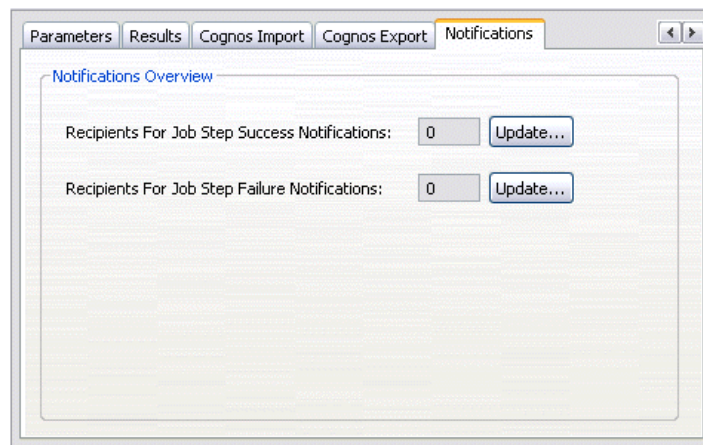 Parameters Results Cognos Import Cognos Export Notifications
Notifications Overview
Recipients For Job Step Success Notifications: 0 Update...
Recipients For Job Step Failure Notifications: 0 Update...